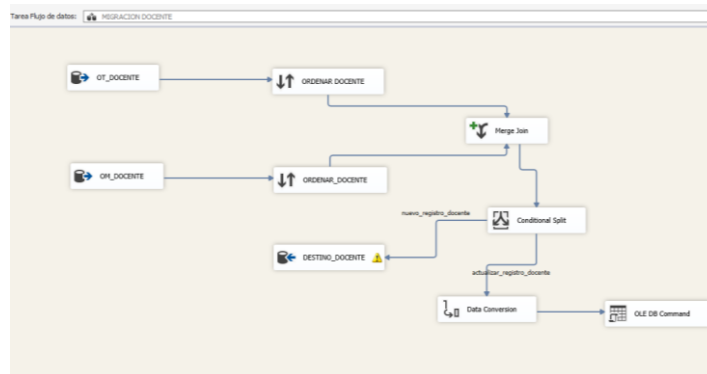 Tarea Flujo de datos: MIGRACION DOCENTE
OT_DOCENTE
ORDENAR DOCENTE
Merge Join
OM_DOCENTE
ORDENAR_DOCENTE
nuevo_registro_docente
Conditional Split
DESTINO_DOCENTE
actualizar_registro_docente
Data Conversion
OLE DB Command